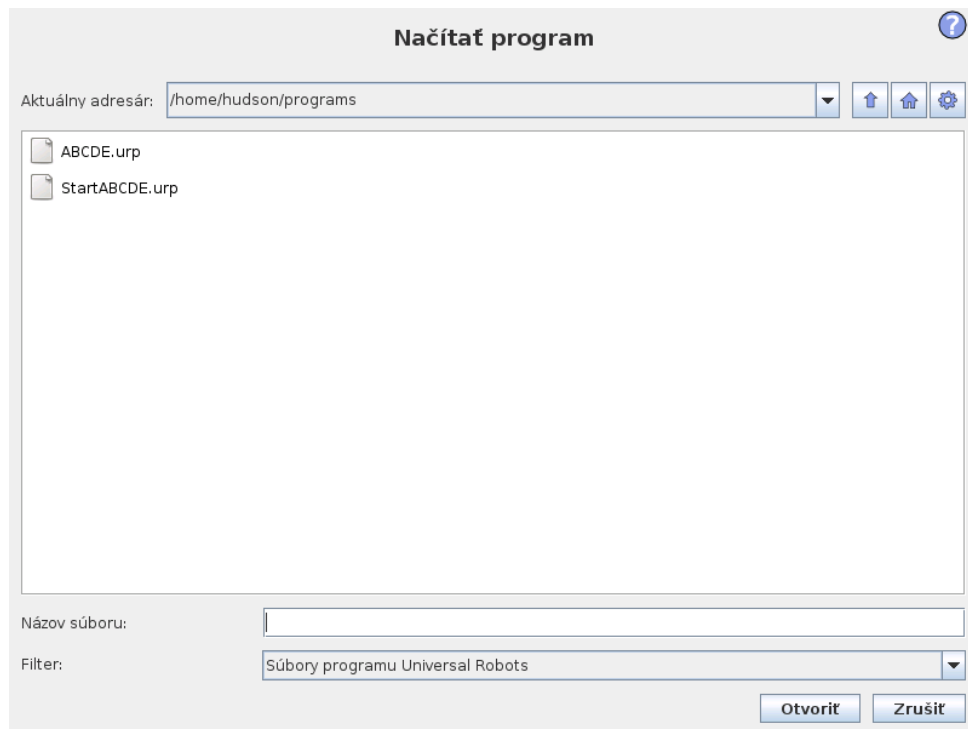 Načítať program
?
Aktuálny adresár: /home/hudson/programs
ABCDE.urp
StartABCDE.urp
Názov súboru:
Filter: Súbory programu Universal Robots
Otvoriť Zrušiť